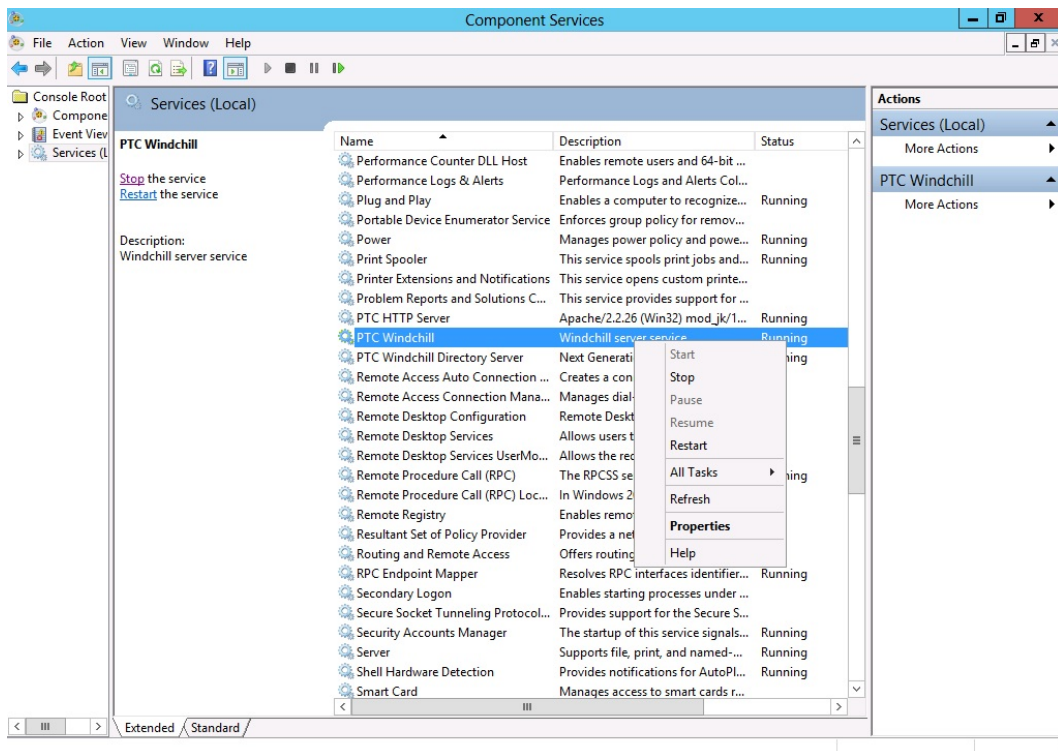 Component Services
File Action View Window Help
Console Root
Compone
Event View
Services (L
Services (Local)
PTC Windchill
Stop the service
Restart the service
Description:
Windchill server service
Name Description Status
Performance Counter DLL Host Enables remote users and 64-bit ...
Performance Logs & Alerts Performance Logs and Alerts Col...
Plug and Play Enables a computer to recognize... Running
Portable Device Enumerator Service Enforces group policy for remov...
Power Manages power policy and powe... Running
Print Spooler This service spools print jobs and... Running
Printer Extensions and Notifications This service opens custom printe...
Problem Reports and Solutions C... This service provides support for ...
PTC HTTP Server Apache/2.2.26 (Win32) mod_jk/1... Running
PTC Windchill Windchill server service Running
PTC Windchill Directory Server Next Generati ning
Remote Access Auto Connection ... Creates a con
Remote Access Connection Mana... Manages dial-
Remote Desktop Configuration Remote Deskt
Remote Desktop Services Allows users t
Remote Desktop Services UserMo... Allows the rec
Remote Procedure Call (RPC) The RPCSS se ning
Remote Procedure Call (RPC) Loc... In Windows 2
Remote Registry Enables remo
Resultant Set of Policy Provider Provides a net
Routing and Remote Access Offers routing
RPC Endpoint Mapper Resolves RPC interfaces identifier... Running
Secondary Logon Enables starting processes under ...
Secure Socket Tunneling Protocol... Provides support for the Secure S...
Security Accounts Manager The startup of this service signals... Running
Server Supports file, print, and named-... Running
Shell Hardware Detection Provides notifications for AutoPl... Running
Smart Card Manages access to smart cards r...
Start
Stop
Pause
Resume
Restart
All Tasks
Refresh
Properties
Help
Extended Standard
Actions
Services (Local)
More Actions
PTC Windchill
More Actions